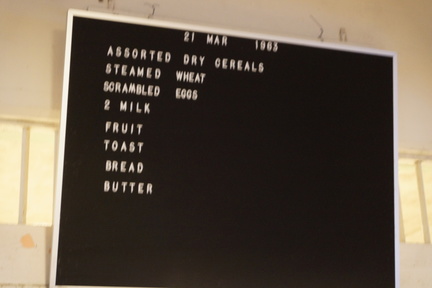 21 MAR 1963
ASSORTED DRY CEREALS
STEAMED WHEAT
SCRAMBLED EGGS
2 MILK
FRUIT
TOAST
BREAD
BUTTER